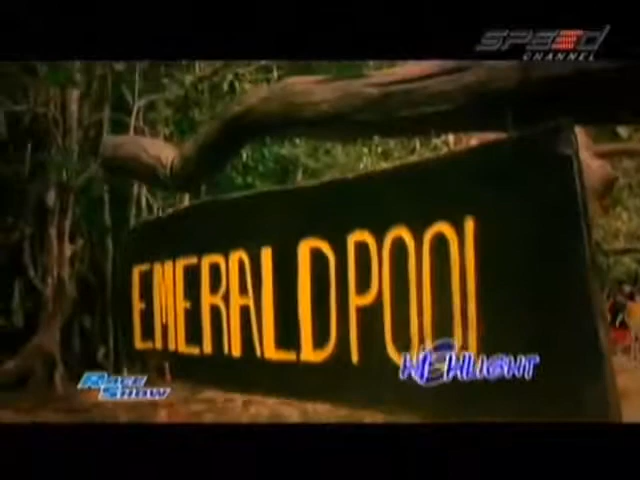 SPEED
CHANNEL
EMERALD POOL
HIGHLIGHT
RACE
SHOW